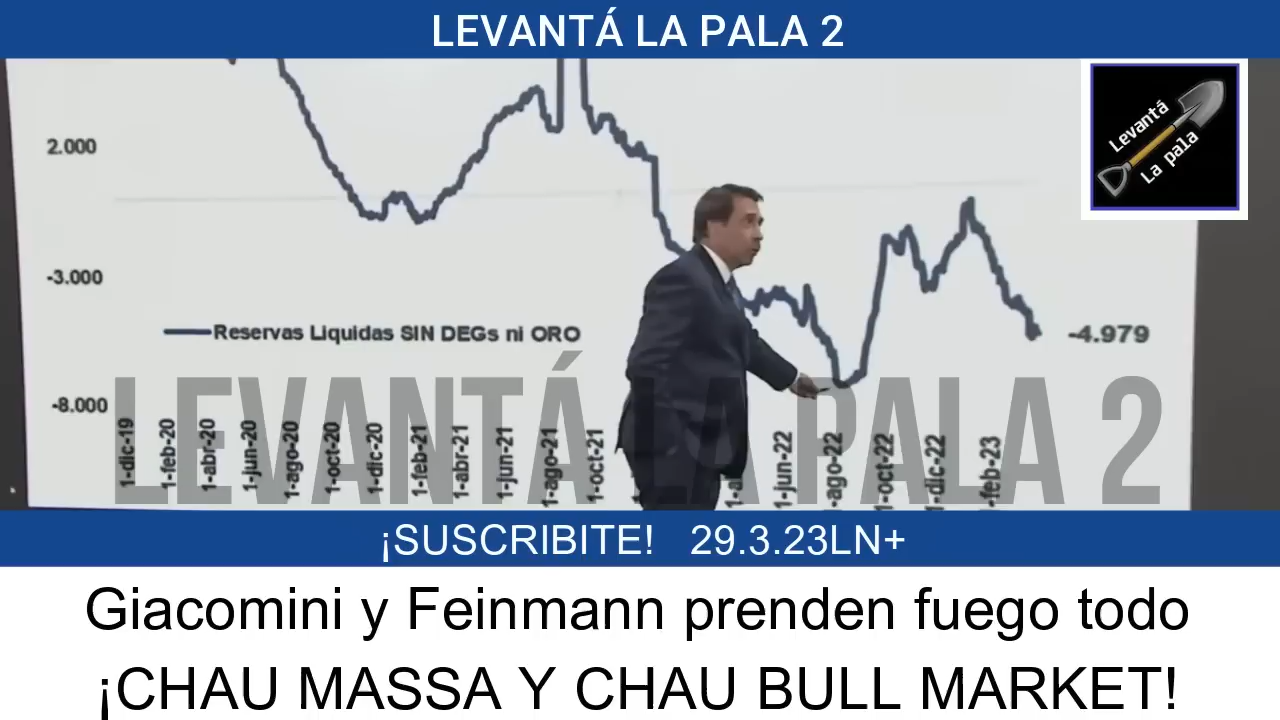 LEVANTÁ LA PALA 2
Levantá
La pala
2.000
-3.000
-8.000
Reservas Liquidas SIN DEGs ni ORO
-4.979
LEVANTÁ LA PALA 2
1-dic-19
1-feb-20
1-abr-20
1-jun-20
1-ago-20
1-oct-20
1-dic-20
1-feb-21
1-abr-21
1-jun-21
1-ago-21
1-oct-21
1-jun-22
1-ago-22
1-oct-22
1-dic-22
1-feb-23
¡SUSCRIBITE! 29.3.23LN+
Giacomini y Feinmann prenden fuego todo
¡CHAU MASSA Y CHAU BULL MARKET!